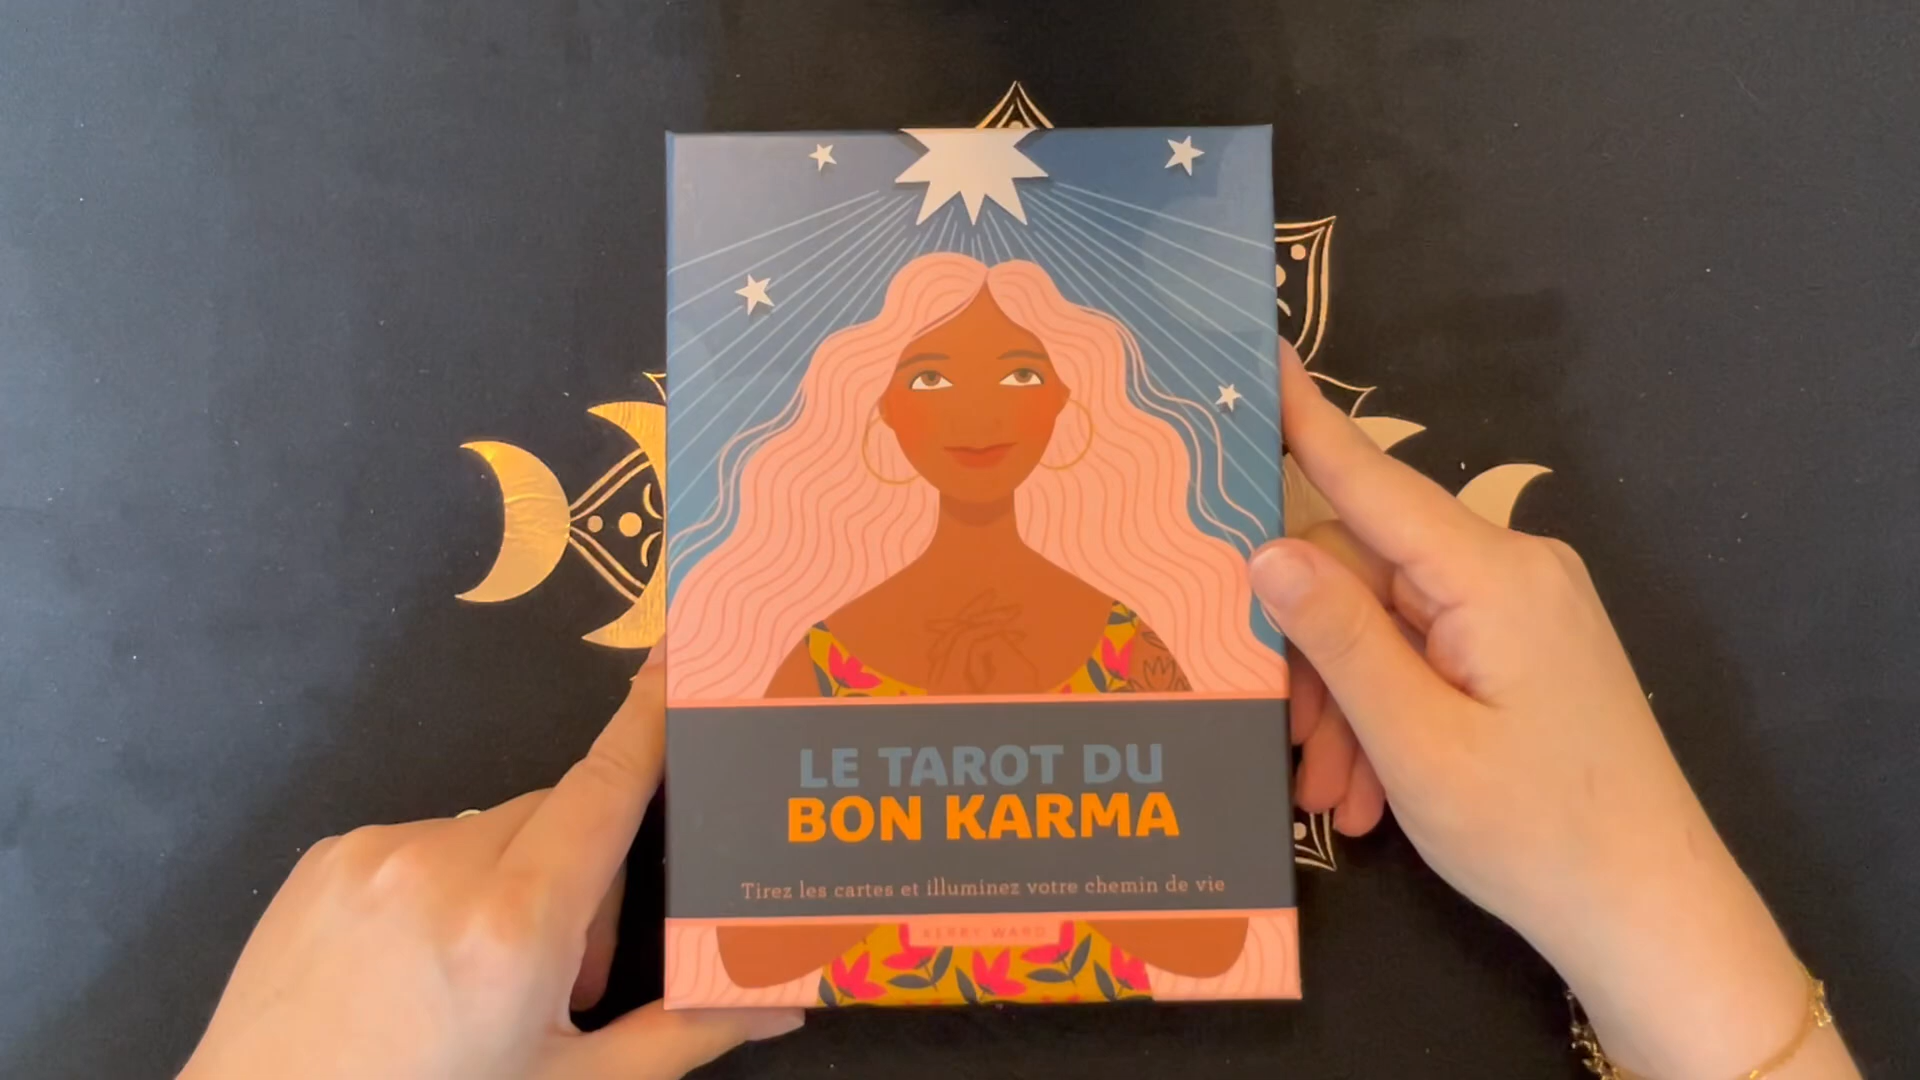 LE TAROT DU
BON KARMA
Tirez les cartes et illuminez votre chemin de vie
KERRY WARD